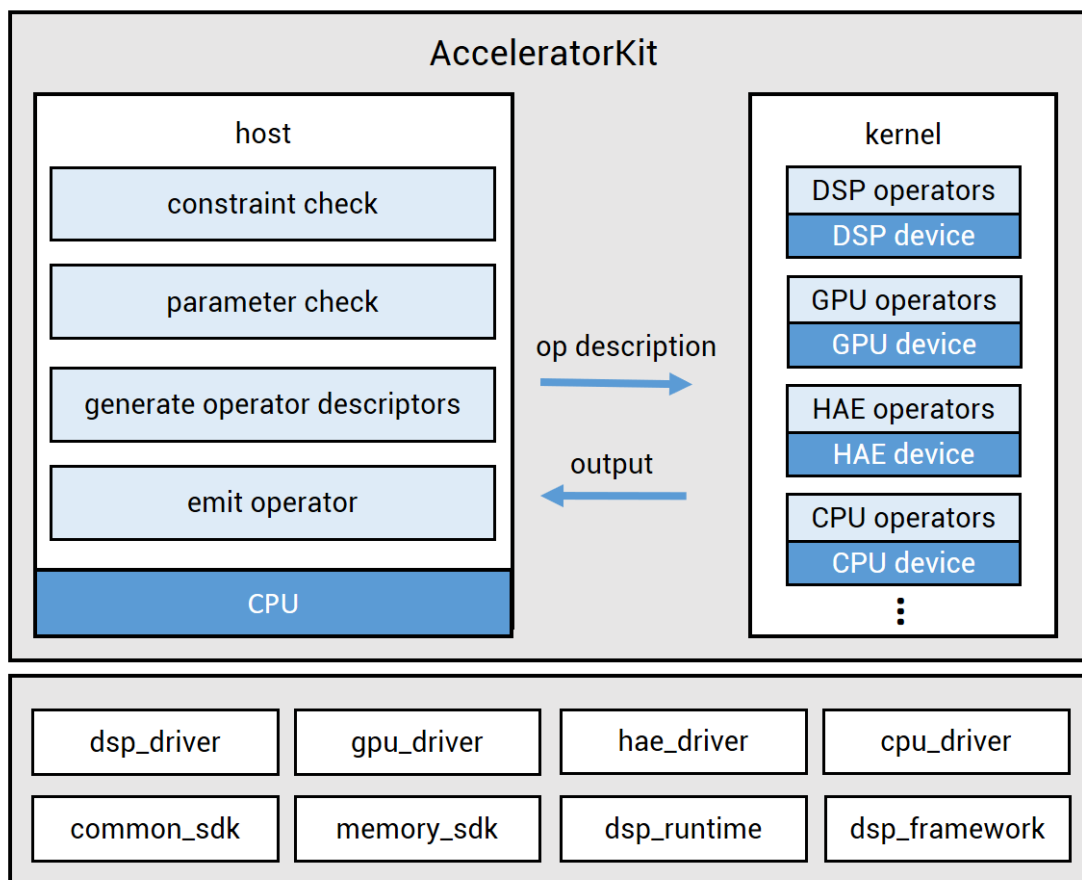 AcceleratorKit
host
constraint check
parameter check
generate operator descriptors
emit operator
CPU
op description
output
kernel
DSP operators
DSP device
GPU operators
GPU device
HAE operators
HAE device
CPU operators
CPU device
dsp_driver
gpu_driver
hae_driver
cpu_driver
common_sdk
memory_sdk
dsp_runtime
dsp_framework